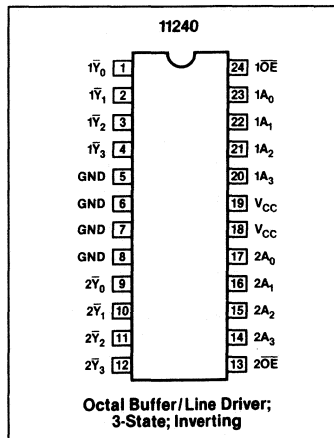 11240
1Y̅₀ 1 24 1O̅E̅
1Y̅₁ 2 23 1A₀
1Y̅₂ 3 22 1A₁
1Y̅₃ 4 21 1A₂
GND 5 20 1A₃
GND 6 19 VCC
GND 7 18 VCC
GND 8 17 2A₀
2Y̅₀ 9 16 2A₁
2Y̅₁ 10 15 2A₂
2Y̅₂ 11 14 2A₃
2Y̅₃ 12 13 2O̅E̅
Octal Buffer/Line Driver;
3-State; Inverting